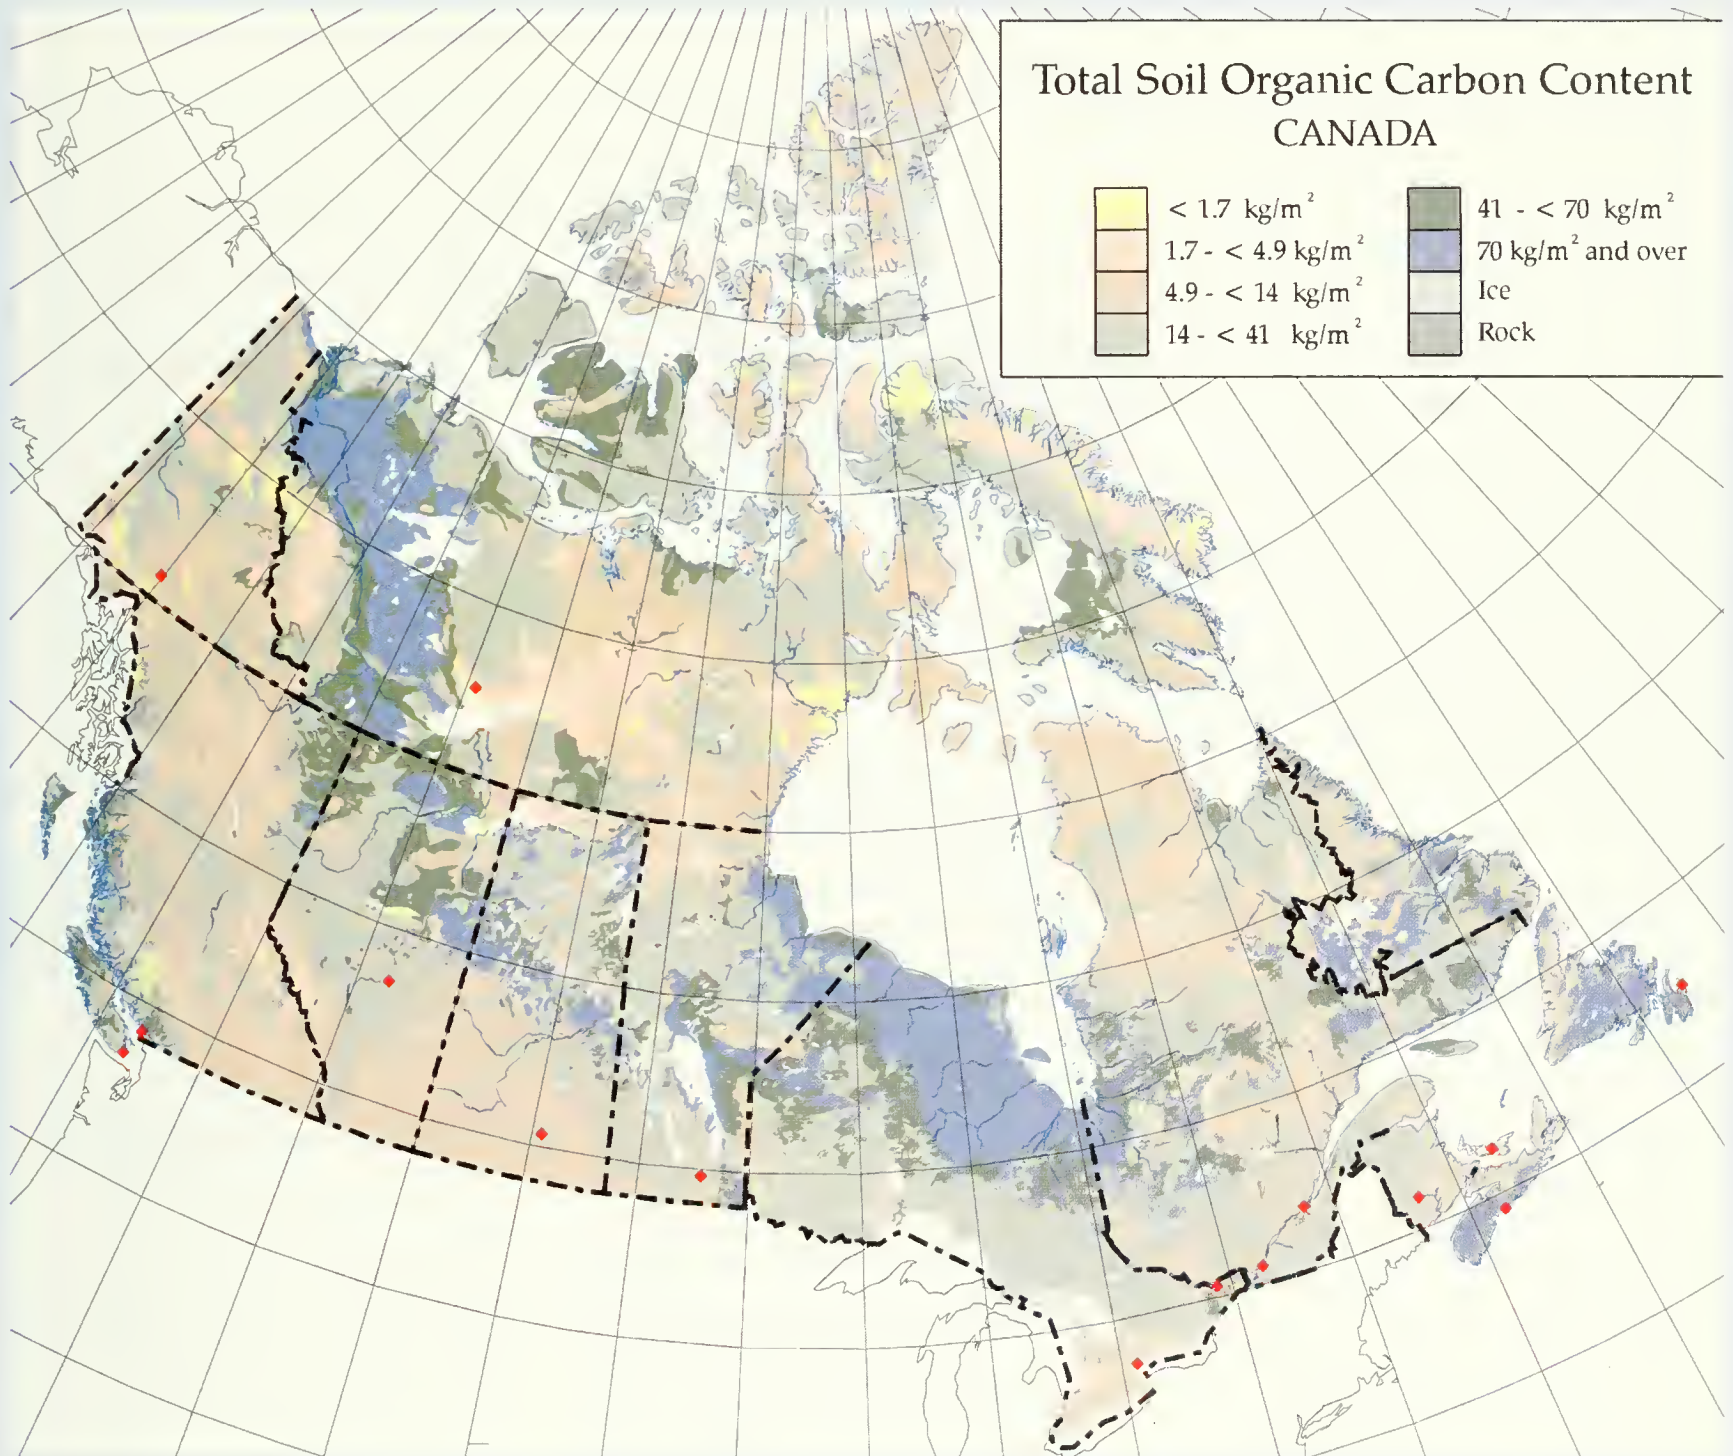 Total Soil Organic Carbon Content
CANADA
< 1.7 kg/m²
1.7 - < 4.9 kg/m²
4.9 - < 14 kg/m²
14 - < 41 kg/m²
41 - < 70 kg/m²
70 kg/m² and over
Ice
Rock